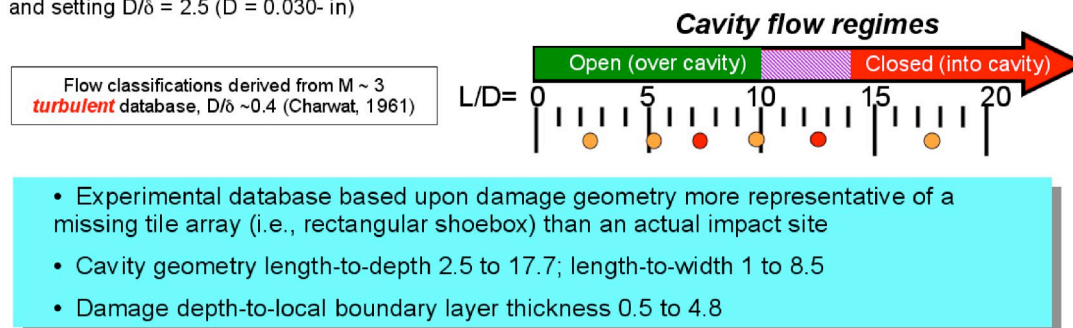 and setting D/δ = 2.5 (D = 0.030- in)
Cavity flow regimes
Open (over cavity) Closed (into cavity)
Flow classifications derived from M ~ 3
turbulent database, D/δ ~0.4 (Charwat, 1961)
L/D= 0 5 10 15 20
• Experimental database based upon damage geometry more representative of a
missing tile array (i.e., rectangular shoebox) than an actual impact site
• Cavity geometry length-to-depth 2.5 to 17.7; length-to-width 1 to 8.5
• Damage depth-to-local boundary layer thickness 0.5 to 4.8